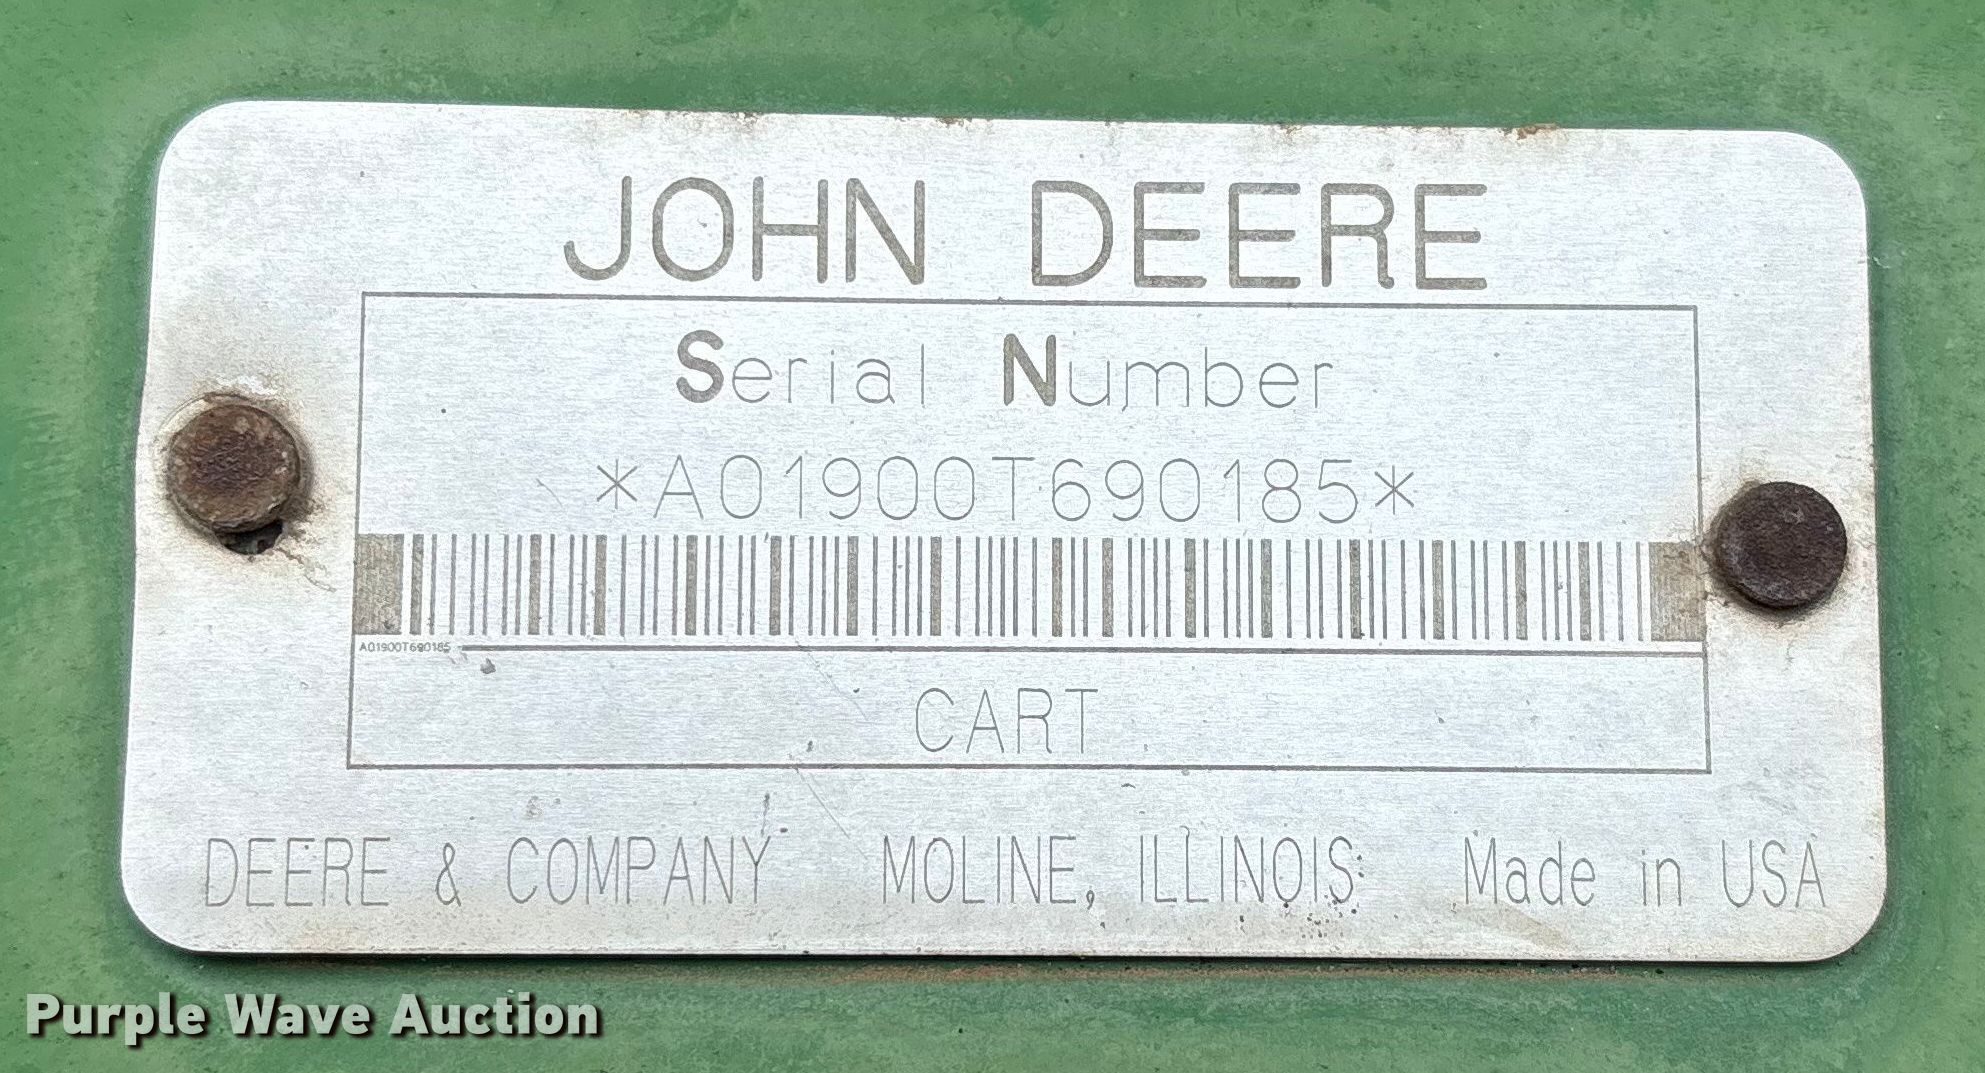 JOHN DEERE
Serial Number
*A01900T690185*
A01900T690185
CART
DEERE & COMPANY MOLINE, ILLINOIS Made in USA
Purple Wave Auction